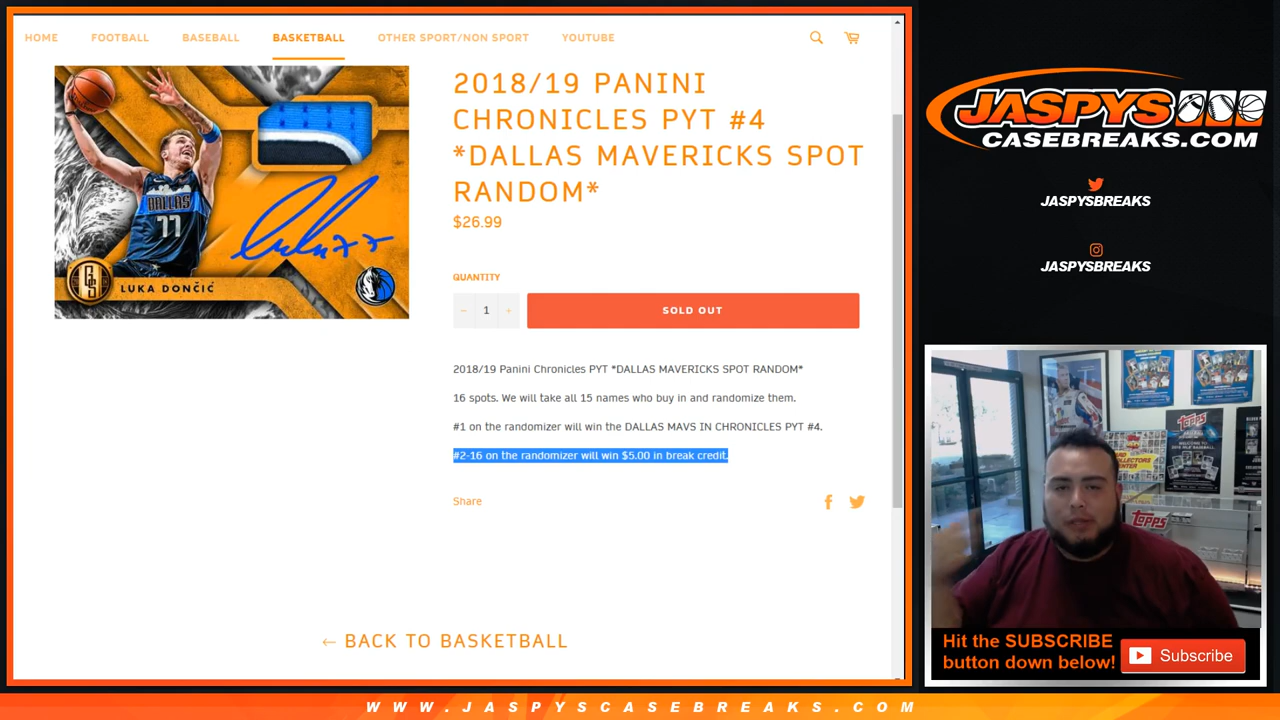 HOME FOOTBALL BASEBALL BASKETBALL OTHER SPORT/NON SPORT YOUTUBE
DALLAS
77
GS
LUKA DONČIĆ
2018/19 PANINI
CHRONICLES PYT #4
*DALLAS MAVERICKS SPOT
RANDOM*
$26.99
QUANTITY
− 1 +
SOLD OUT
2018/19 Panini Chronicles PYT *DALLAS MAVERICKS SPOT RANDOM*
16 spots. We will take all 15 names who buy in and randomize them.
#1 on the randomizer will win the DALLAS MAVS IN CHRONICLES PYT #4.
#2-16 on the randomizer will win $5.00 in break credit.
Share
← BACK TO BASKETBALL
JASPYS
CASEBREAKS.COM
JASPYSBREAKS
JASPYSBREAKS
topps
COLLECTORS
CENTER
TOPPS
Hit the SUBSCRIBE
button down below!
Subscribe
WWW.JASPYSCASEBREAKS.COM